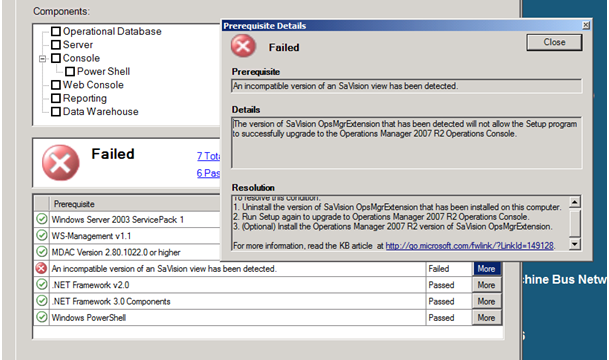 Components:
Operational Database
Server
Console
Power Shell
Web Console
Reporting
Data Warehouse
Failed
7
6
Prerequisite
Windows Server 2003 ServicePack 1
WS-Management v1.1
MDAC Version 2.80.1022.0 or higher
An incompatible version of an SaVision view has been detected. Failed More
.NET Framework v2.0 Passed More
.NET Framework 3.0 Components Passed More
Windows PowerShell Passed More
Prerequisite Details
Failed
Close
Prerequisite
An incompatible version of an SaVision view has been detected.
Details
The version of SaVision OpsMgrExtension that has been detected will not allow the Setup program
to successfully upgrade to the Operations Manager 2007 R2 Operations Console.
Resolution
To resolve this condition:
1. Uninstall the version of SaVision OpsMgrExtension that has been installed on this computer.
2. Run Setup again to upgrade to Operations Manager 2007 R2 Operations Console.
3. (Optional) Install the Operations Manager 2007 R2 version of SaVision OpsMgrExtension.
For more information, read the KB article at http://go.microsoft.com/fwlink/?LinkId=149128.
hine Bus Netw